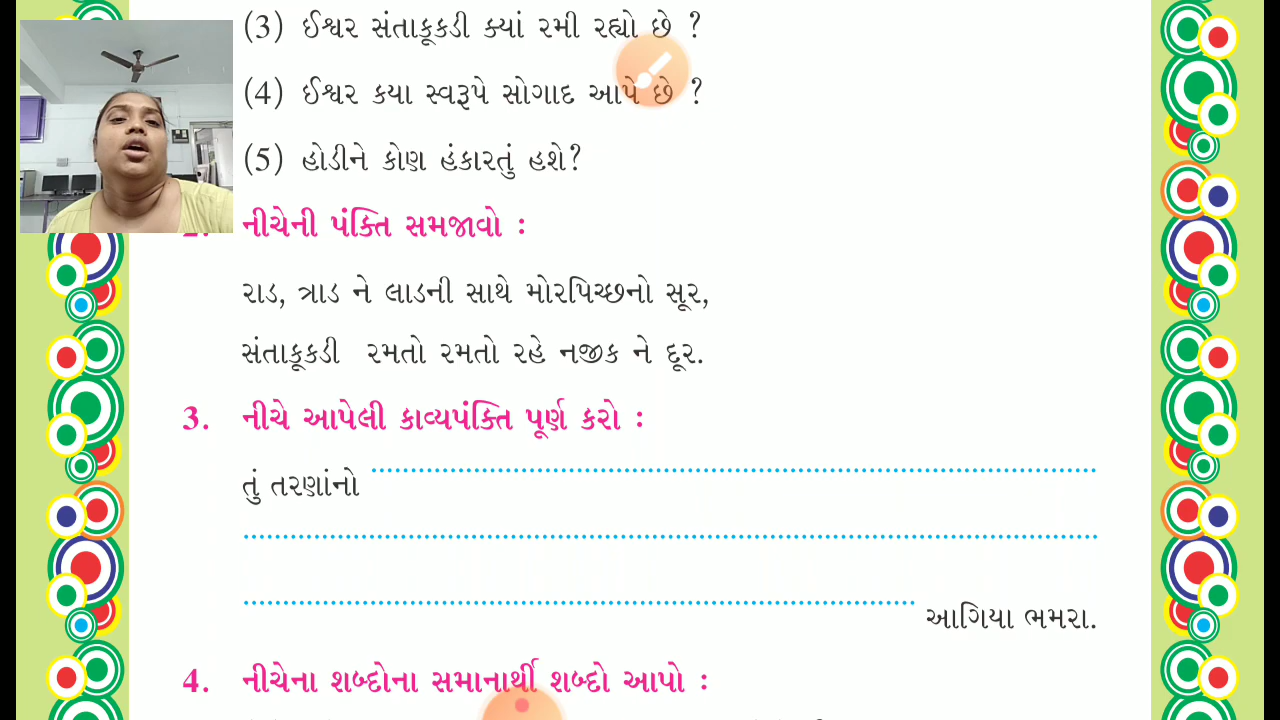 (3) ઈશ્વર સંતાકૂકડી ક્યાં રમી રહ્યો છે ?
(4) ઈશ્વર કયા સ્વરૂપે સોગાદ આપે છે ?
(5) હોડીને કોણ હંકારતું હશે?
2. નીચેની પંક્તિ સમજાવો :
રાડ, ત્રાડ ને લાડની સાથે મોરપિચ્છનો સૂર,
સંતાકૂકડી રમતો રમતો રહે નજીક ને દૂર.
3. નીચે આપેલી કાવ્યપંક્તિ પૂર્ણ કરો :
તું તરણાંનો
આગિયા ભમરા.
4. નીચેના શબ્દોના સમાનાર્થી શબ્દો આપો :